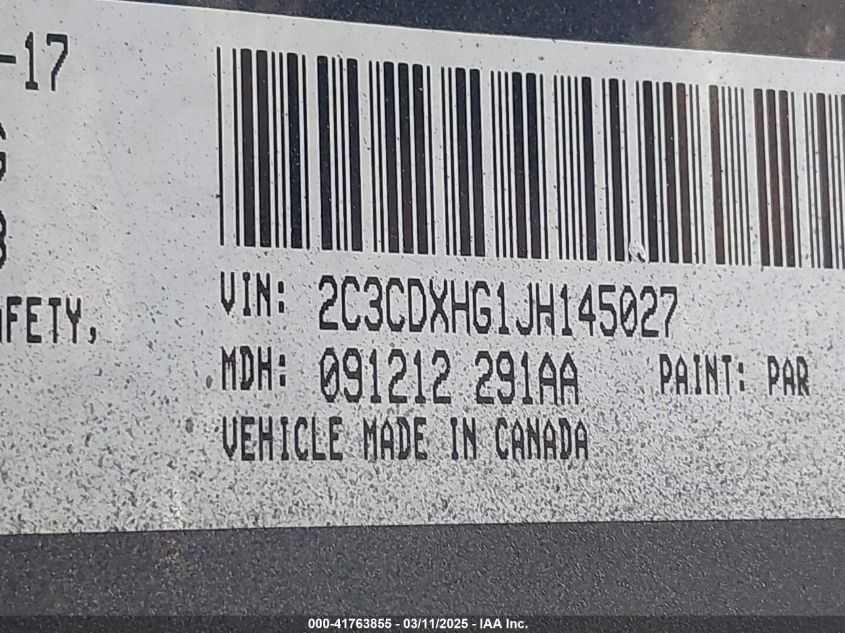 -17
FETY,
VIN: 2C3CDXHG1JH145027
MDH: 091212 291AA PAINT: PAR
VEHICLE MADE IN CANADA
000-41763855 - 03/11/2025 - IAA Inc.